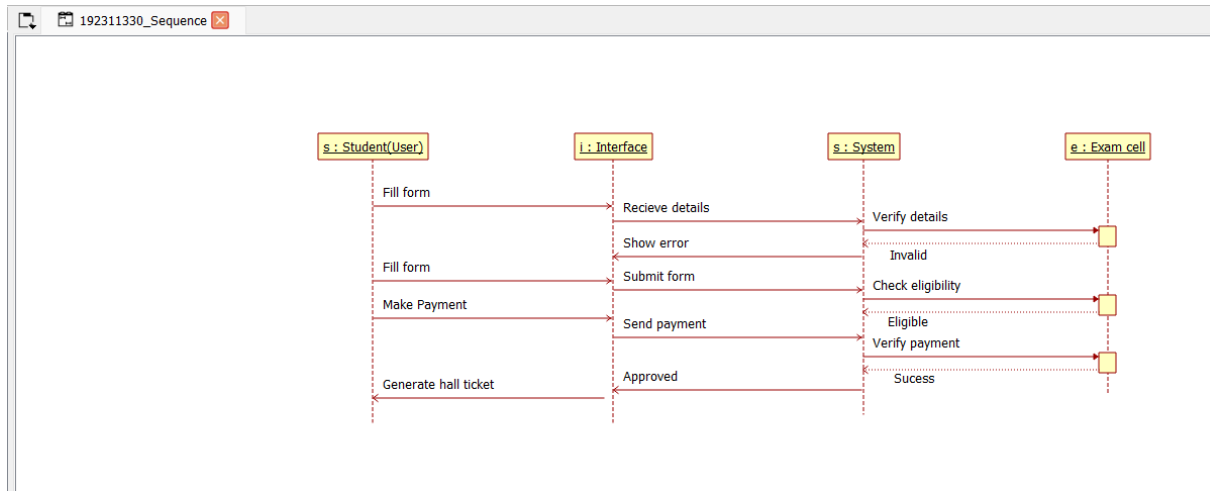 192311330_Sequence
s : Student(User)
i : Interface
s : System
e : Exam cell
Fill form
Recieve details
Verify details
Show error
Invalid
Fill form
Submit form
Check eligibility
Make Payment
Send payment
Eligible
Verify payment
Generate hall ticket
Approved
Sucess